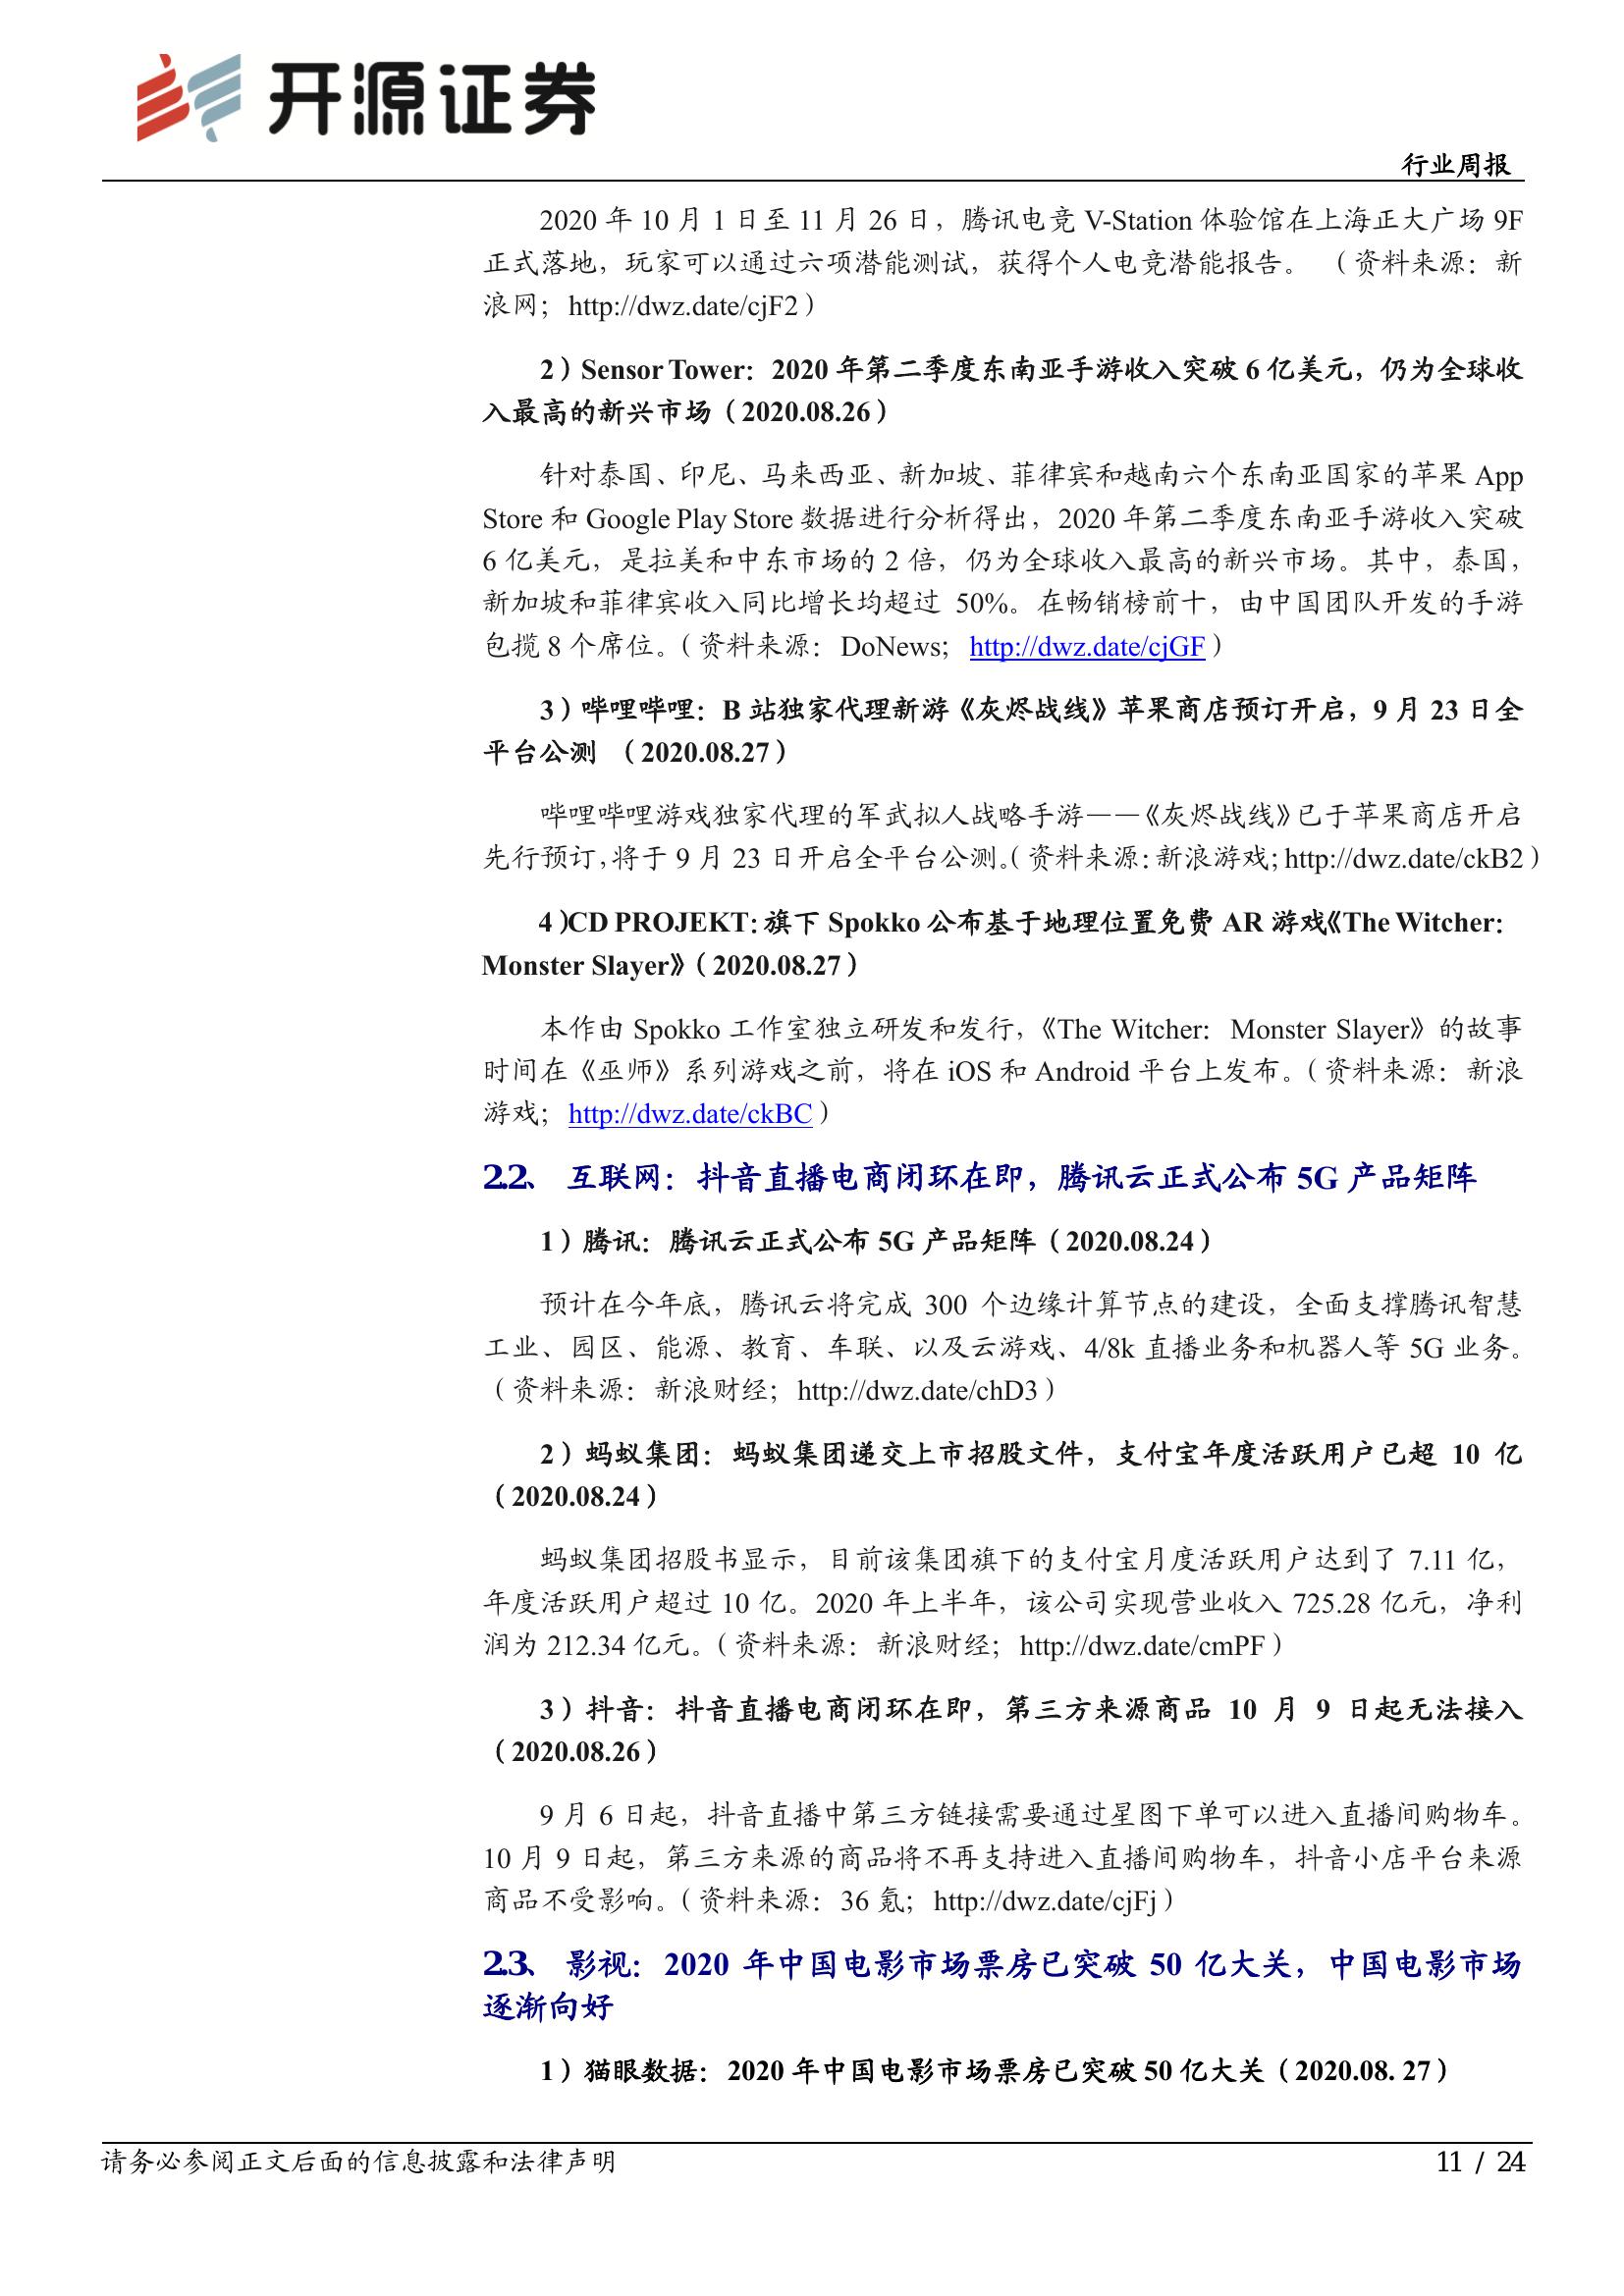 开源证券
行业周报
2020 年 10 月 1 日至 11 月 26 日，腾讯电竞 V-Station 体验馆在上海正大广场 9F
正式落地，玩家可以通过六项潜能测试，获得个人电竞潜能报告。 （资料来源：新
浪网；http://dwz.date/cjF2）
2）Sensor Tower：2020 年第二季度东南亚手游收入突破 6 亿美元，仍为全球收
入最高的新兴市场（2020.08.26）
针对泰国、印尼、马来西亚、新加坡、菲律宾和越南六个东南亚国家的苹果 App
Store 和 Google Play Store 数据进行分析得出，2020 年第二季度东南亚手游收入突破
6 亿美元，是拉美和中东市场的 2 倍，仍为全球收入最高的新兴市场。其中，泰国，
新加坡和菲律宾收入同比增长均超过 50%。在畅销榜前十，由中国团队开发的手游
包揽 8 个席位。（资料来源：DoNews；http://dwz.date/cjGF）
3）哔哩哔哩：B 站独家代理新游《灰烬战线》苹果商店预订开启，9 月 23 日全
平台公测 （2020.08.27）
哔哩哔哩游戏独家代理的军武拟人战略手游——《灰烬战线》已于苹果商店开启
先行预订，将于 9 月 23 日开启全平台公测。（资料来源：新浪游戏；http://dwz.date/ckB2）
4）CD PROJEKT：旗下 Spokko 公布基于地理位置免费 AR 游戏《The Witcher：
Monster Slayer》（2020.08.27）
本作由 Spokko 工作室独立研发和发行，《The Witcher： Monster Slayer》的故事
时间在《巫师》系列游戏之前，将在 iOS 和 Android 平台上发布。（资料来源：新浪
游戏；http://dwz.date/ckBC）
2.2、 互联网：抖音直播电商闭环在即，腾讯云正式公布 5G 产品矩阵
1）腾讯：腾讯云正式公布 5G 产品矩阵（2020.08.24）
预计在今年底，腾讯云将完成 300 个边缘计算节点的建设，全面支撑腾讯智慧
工业、园区、能源、教育、车联、以及云游戏、4/8k 直播业务和机器人等 5G 业务。
（资料来源：新浪财经；http://dwz.date/chD3）
2）蚂蚁集团：蚂蚁集团递交上市招股文件，支付宝年度活跃用户已超 10 亿
（2020.08.24）
蚂蚁集团招股书显示，目前该集团旗下的支付宝月度活跃用户达到了 7.11 亿，
年度活跃用户超过 10 亿。2020 年上半年，该公司实现营业收入 725.28 亿元，净利
润为 212.34 亿元。（资料来源：新浪财经；http://dwz.date/cmPF）
3）抖音：抖音直播电商闭环在即，第三方来源商品 10 月 9 日起无法接入
（2020.08.26）
9 月 6 日起，抖音直播中第三方链接需要通过星图下单可以进入直播间购物车。
10 月 9 日起，第三方来源的商品将不再支持进入直播间购物车，抖音小店平台来源
商品不受影响。（资料来源：36 氪；http://dwz.date/cjFj）
2.3、 影视：2020 年中国电影市场票房已突破 50 亿大关，中国电影市场
逐渐向好
1）猫眼数据：2020 年中国电影市场票房已突破 50 亿大关（2020.08. 27）
请务必参阅正文后面的信息披露和法律声明
11 / 24